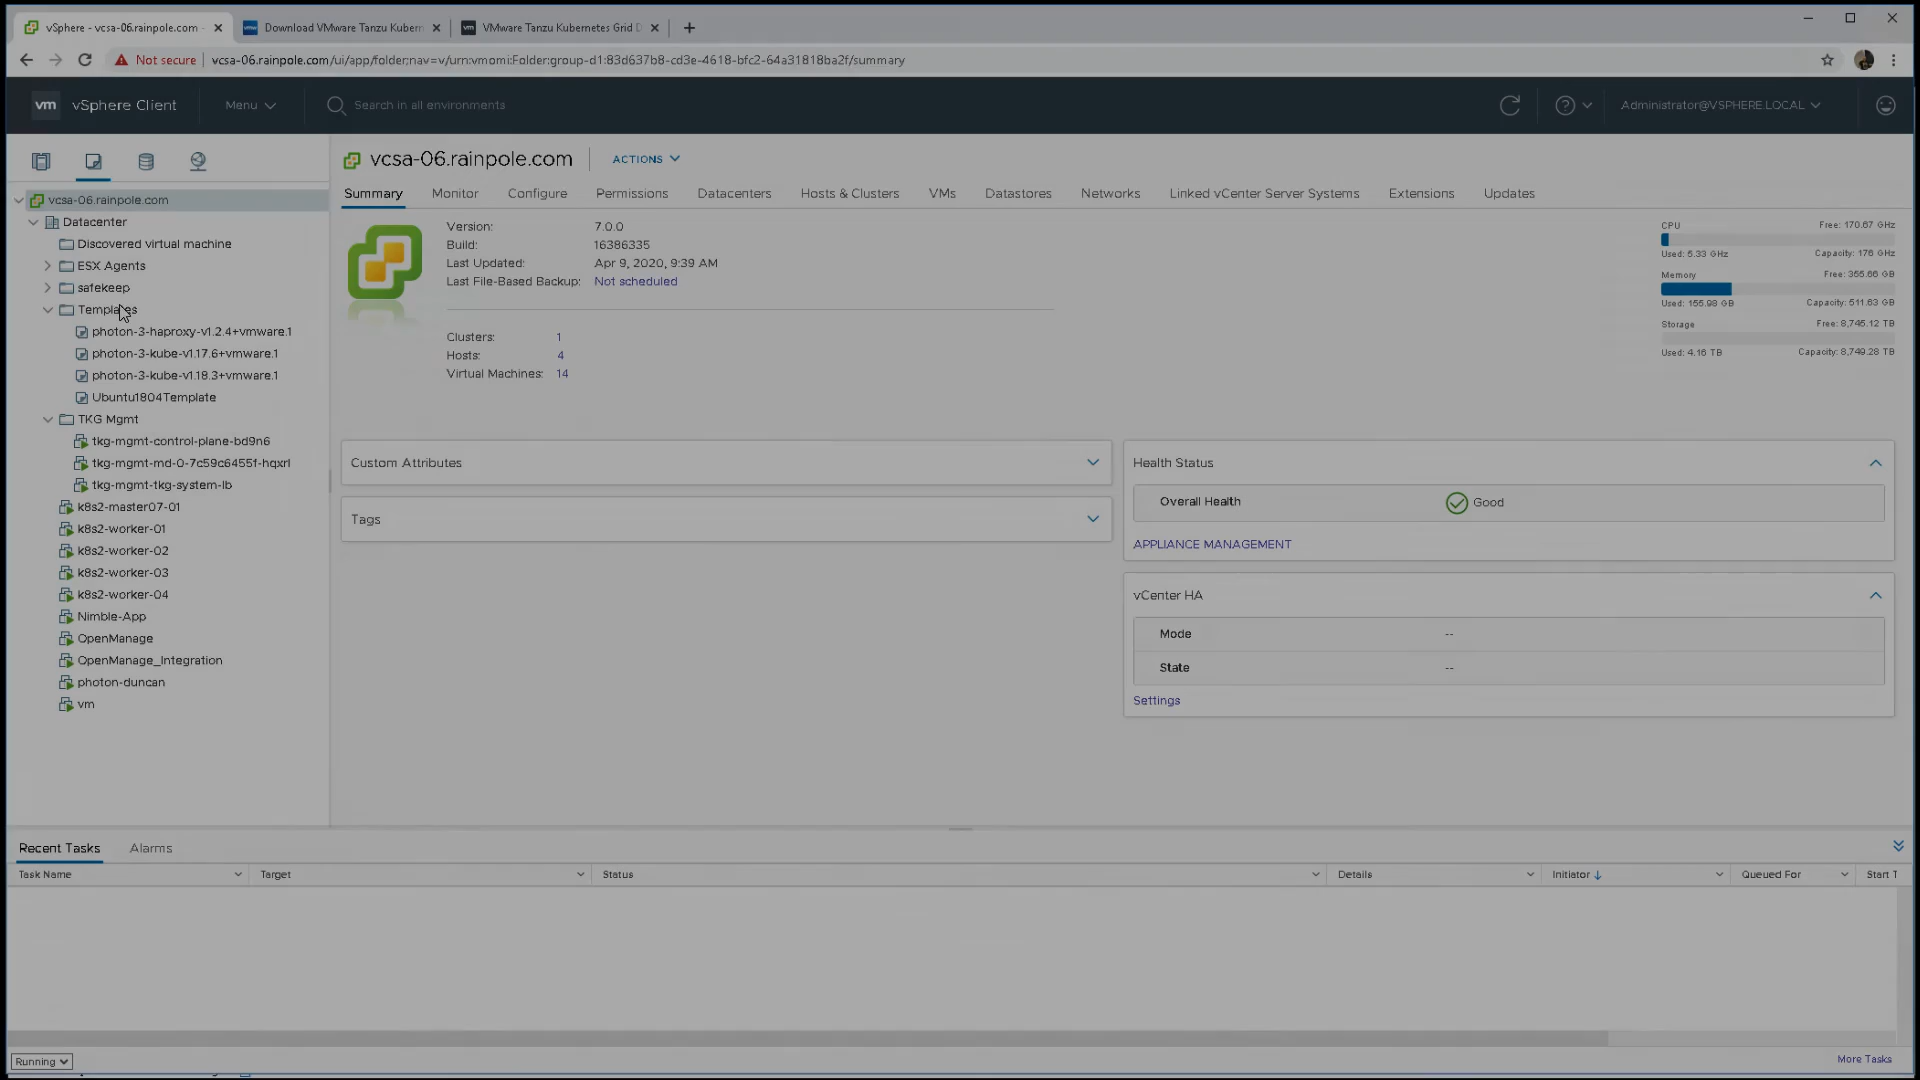 vSphere - vcsa-06.rainpole.com -
Download VMware Tanzu Kubern
VMware Tanzu Kubernetes Grid D
Not secure
vcsa-06.rainpole.com/ui/app/folder;nav=v/urn:vmomi:Folder:group-d1:83d637b8-cd3e-4618-bfc2-64a31818ba2f/summary
vm vSphere Client
Menu
Search in all environments
Administrator@VSPHERE.LOCAL
vcsa-06.rainpole.com
Datacenter
Discovered virtual machine
ESX Agents
safekeep
Templates
photon-3-haproxy-v1.2.4+vmware.1
photon-3-kube-v1.17.6+vmware.1
photon-3-kube-v1.18.3+vmware.1
Ubuntu1804Template
TKG Mgmt
tkg-mgmt-control-plane-bd9n6
tkg-mgmt-md-0-7c59c6455f-hqxrl
tkg-mgmt-tkg-system-lb
k8s2-master07-01
k8s2-worker-01
k8s2-worker-02
k8s2-worker-03
k8s2-worker-04
Nimble-App
OpenManage
OpenManage_Integration
photon-duncan
vm
vcsa-06.rainpole.com
ACTIONS
Summary Monitor Configure Permissions Datacenters Hosts & Clusters VMs Datastores Networks Linked vCenter Server Systems Extensions Updates
Version: 7.0.0
Build: 16386335
Last Updated: Apr 9, 2020, 9:39 AM
Last File-Based Backup: Not scheduled
Clusters: 1
Hosts: 4
Virtual Machines: 14
CPU Free: 170.67 GHz
Used: 5.33 GHz Capacity: 176 GHz
Memory Free: 355.66 GB
Used: 155.98 GB Capacity: 511.63 GB
Storage Free: 8,745.12 TB
Used: 4.16 TB Capacity: 8,749.28 TB
Custom Attributes
Tags
Health Status
Overall Health Good
APPLIANCE MANAGEMENT
vCenter HA
Mode --
State --
Settings
Recent Tasks Alarms
Task Name Target Status Details Initiator Queued For Start T
Running
More Tasks